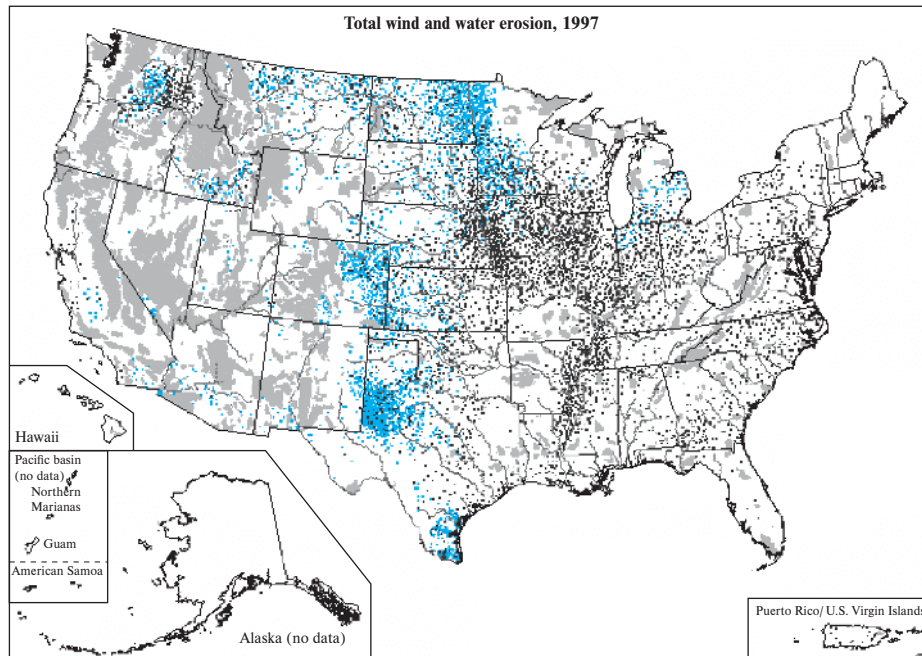 Total wind and water erosion, 1997
Hawaii
Pacific basin
(no data)
Northern
Marianas
Guam
American Samoa
Alaska (no data)
Puerto Rico/ U.S. Virgin Islands